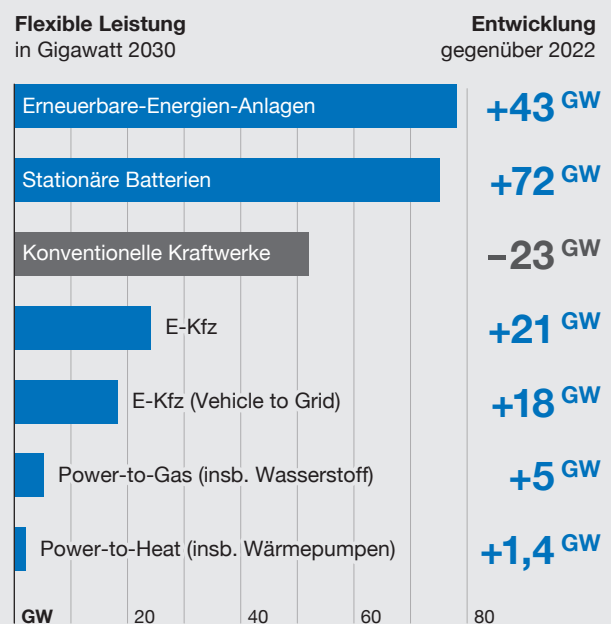 Flexible Leistung
in Gigawatt 2030
Entwicklung
gegenüber 2022
Erneuerbare-Energien-Anlagen
+43 GW
Stationäre Batterien
+72 GW
Konventionelle Kraftwerke
–23 GW
E-Kfz
+21 GW
E-Kfz (Vehicle to Grid)
+18 GW
Power-to-Gas (insb. Wasserstoff)
+5 GW
Power-to-Heat (insb. Wärmepumpen)
+1,4 GW
GW 20 40 60 80